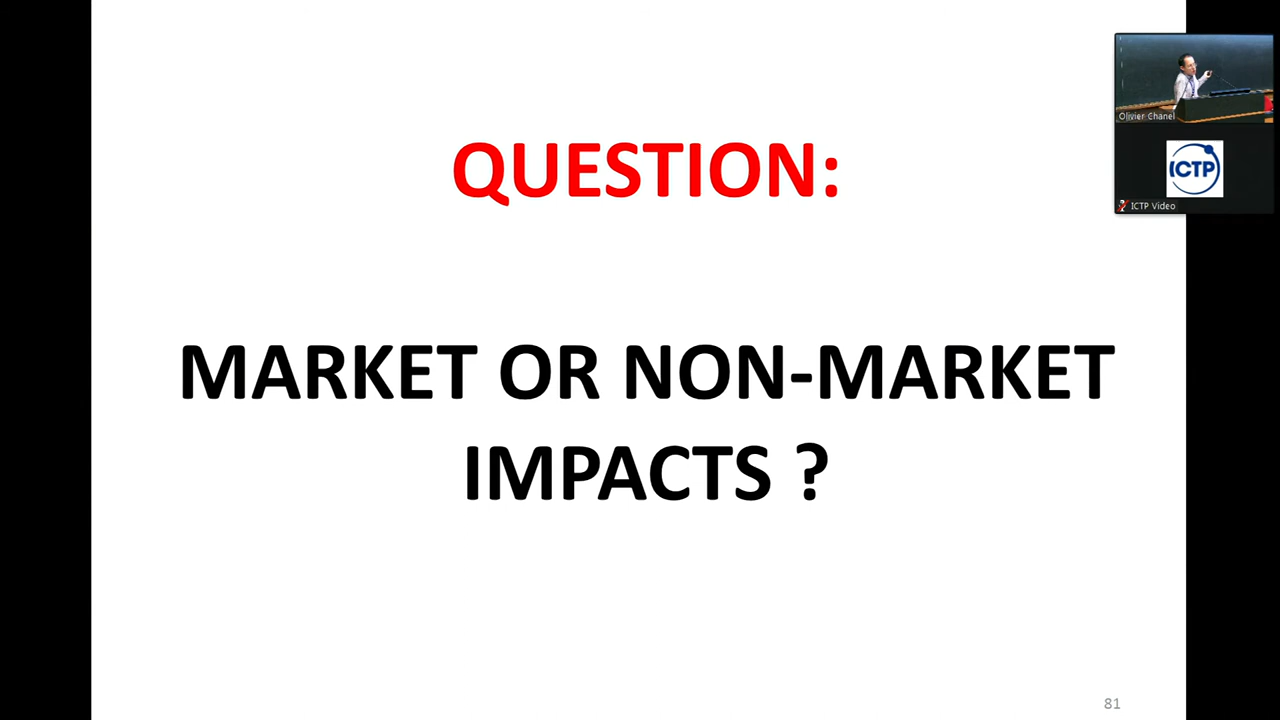 QUESTION:
MARKET OR NON-MARKET
IMPACTS ?
81
Olivier Chanel
ICTP
ICTP Video